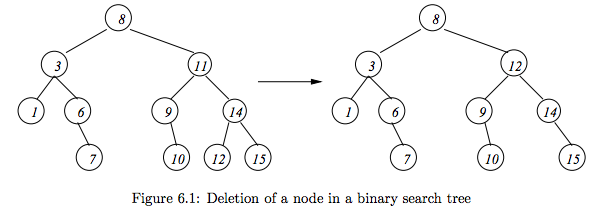 8 8
3 11 3 12
1 6 9 14 1 6 9 14
7 10 12 15 7 10 15
Figure 6.1: Deletion of a node in a binary search tree